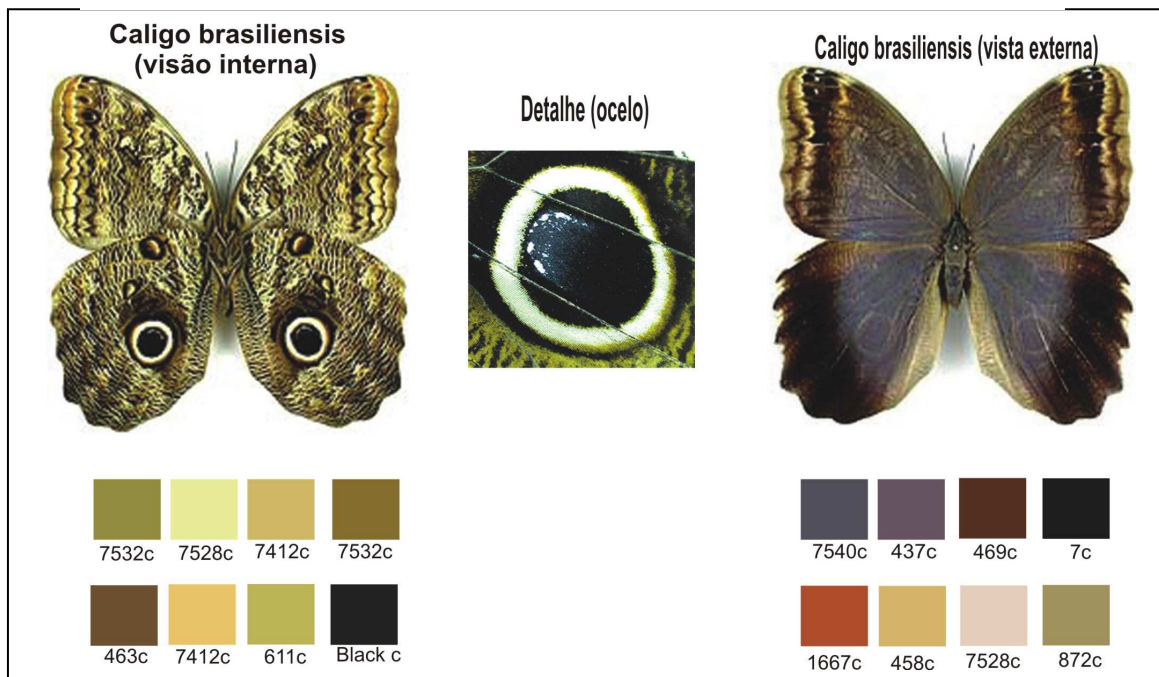 Caligo brasiliensis
(visão interna)
Detalhe (ocelo)
Caligo brasiliensis (vista externa)
7532c 7528c 7412c 7532c
463c 7412c 611c Black c
7540c 437c 469c 7c
1667c 458c 7528c 872c